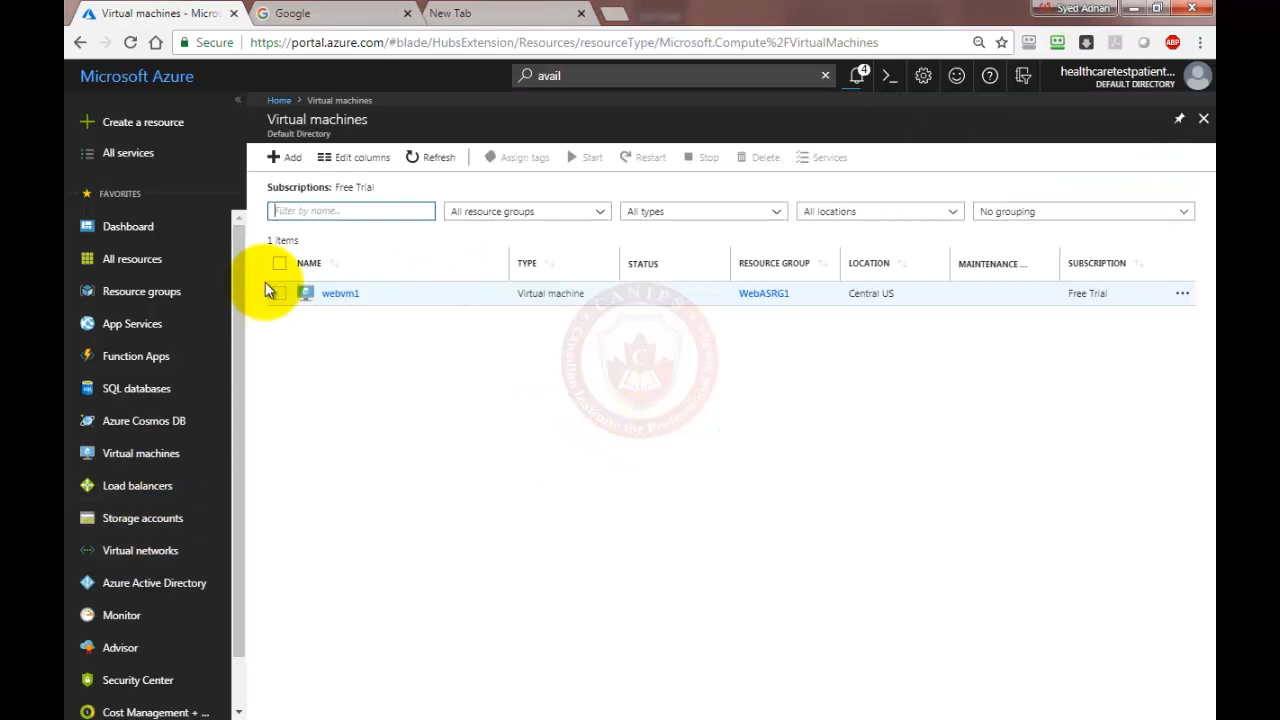 Virtual machines - Micro
Google
New Tab
Syed Adnan
Secure
https://portal.azure.com/#blade/HubsExtension/Resources/resourceType/Microsoft.Compute%2FVirtualMachines
ABP
Microsoft Azure
avail
4
healthcaretestpatient...
DEFAULT DIRECTORY
Home > Virtual machines
Virtual machines
Default Directory
Create a resource
All services
FAVORITES
Dashboard
All resources
Resource groups
App Services
Function Apps
SQL databases
Azure Cosmos DB
Virtual machines
Load balancers
Storage accounts
Virtual networks
Azure Active Directory
Monitor
Advisor
Security Center
Cost Management + ...
Add Edit columns Refresh Assign tags Start Restart Stop Delete Services
Subscriptions: Free Trial
Filter by name... All resource groups All types All locations No grouping
1 items
NAME TYPE STATUS RESOURCE GROUP LOCATION MAINTENANCE ... SUBSCRIPTION
webvm1 Virtual machine WebASRG1 Central US Free Trial
CANIPS
C